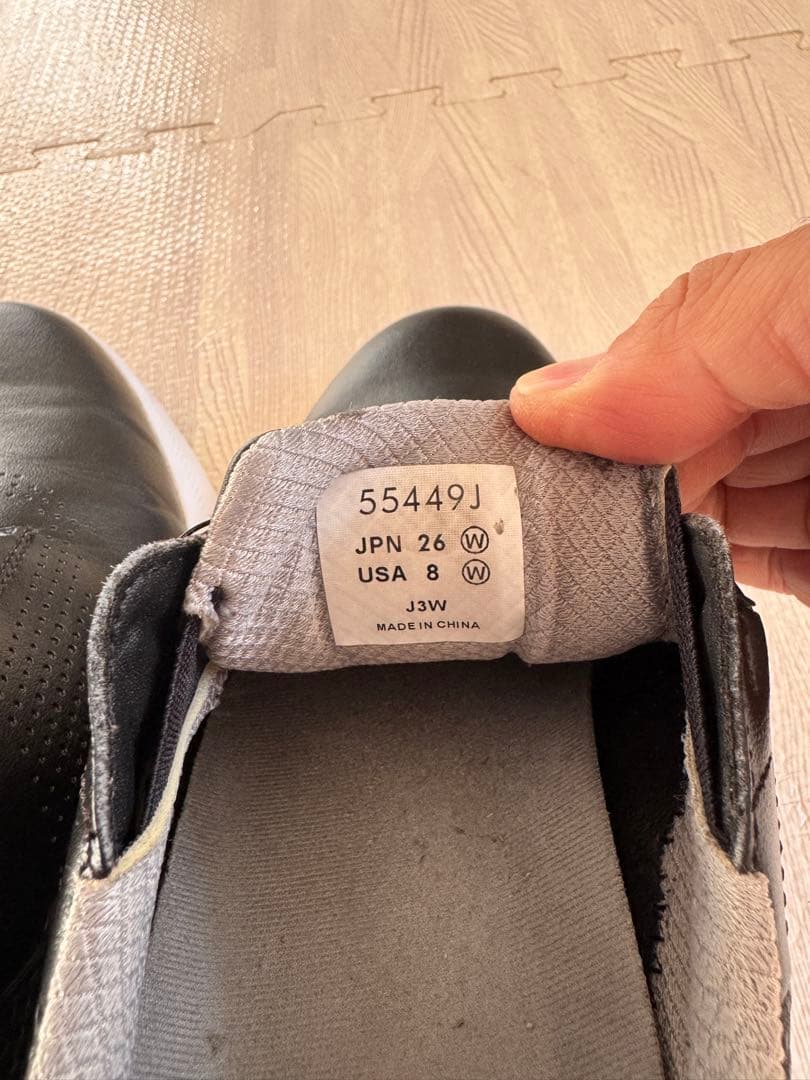 55449J
JPN 26 Ⓦ
USA 8 Ⓦ
J3W
MADE IN CHINA